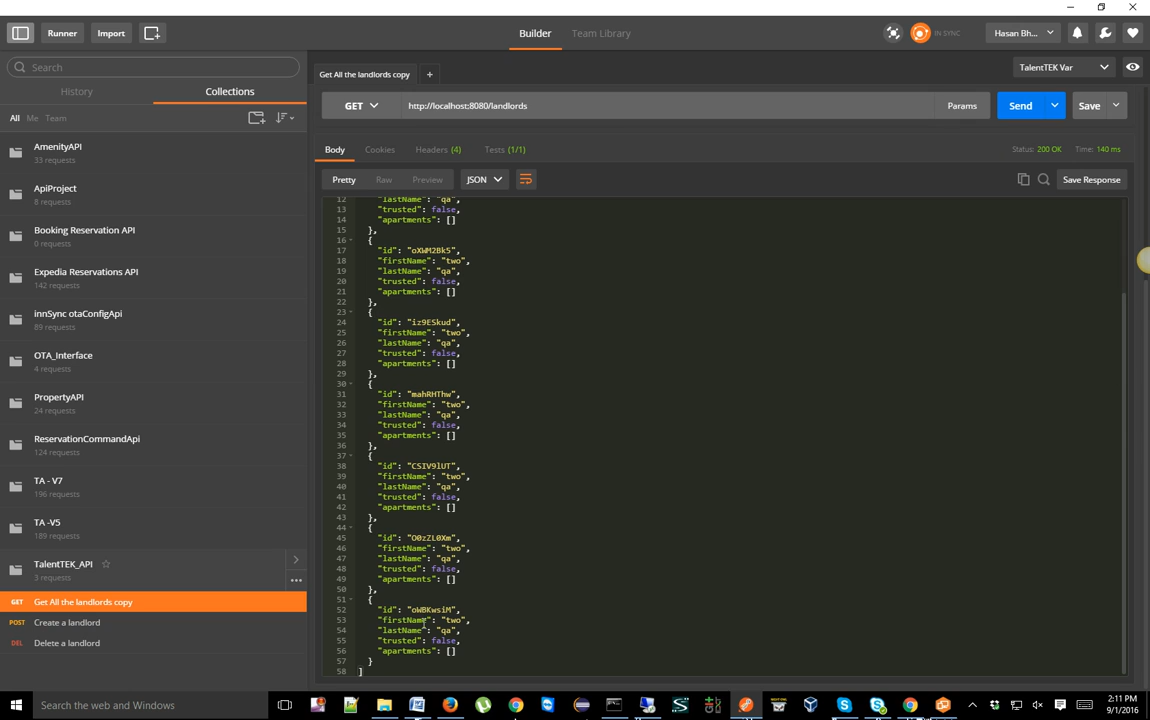 Runner
Import
Builder
Team Library
IN SYNC
Hasan Bh...
Search
Get All the landlords copy
TalentTEK Var
History
Collections
GET
http://localhost:8080/landlords
Params
Send
Save
All Me Team
Body
Cookies
Headers (4)
Tests (1/1)
Status: 200 OK
Time: 140 ms
Pretty
Raw
Preview
JSON
Save Response
AmenityAPI
33 requests
ApiProject
8 requests
Booking Reservation API
0 requests
Expedia Reservations API
142 requests
innSync otaConfigApi
89 requests
OTA_Interface
4 requests
PropertyAPI
24 requests
ReservationCommandApi
124 requests
TA - V7
196 requests
TA -V5
189 requests
TalentTEK_API
3 requests
GET Get All the landlords copy
POST Create a landlord
DEL Delete a landlord
12 "lastName": "qa",
13 "trusted": false,
14 "apartments": []
15 },
16 {
17 "id": "oXWM2Bk5",
18 "firstName": "two",
19 "lastName": "qa",
20 "trusted": false,
21 "apartments": []
22 },
23 {
24 "id": "iz9ESkud",
25 "firstName": "two",
26 "lastName": "qa",
27 "trusted": false,
28 "apartments": []
29 },
30 {
31 "id": "mahRHThw",
32 "firstName": "two",
33 "lastName": "qa",
34 "trusted": false,
35 "apartments": []
36 },
37 {
38 "id": "CSIV9lUT",
39 "firstName": "two",
40 "lastName": "qa",
41 "trusted": false,
42 "apartments": []
43 },
44 {
45 "id": "O0zZL0Xm",
46 "firstName": "two",
47 "lastName": "qa",
48 "trusted": false,
49 "apartments": []
50 },
51 {
52 "id": "oWBKwsiM",
53 "firstName": "two",
54 "lastName": "qa",
55 "trusted": false,
56 "apartments": []
57 }
58 ]
Search the web and Windows
2:11 PM
9/1/2016